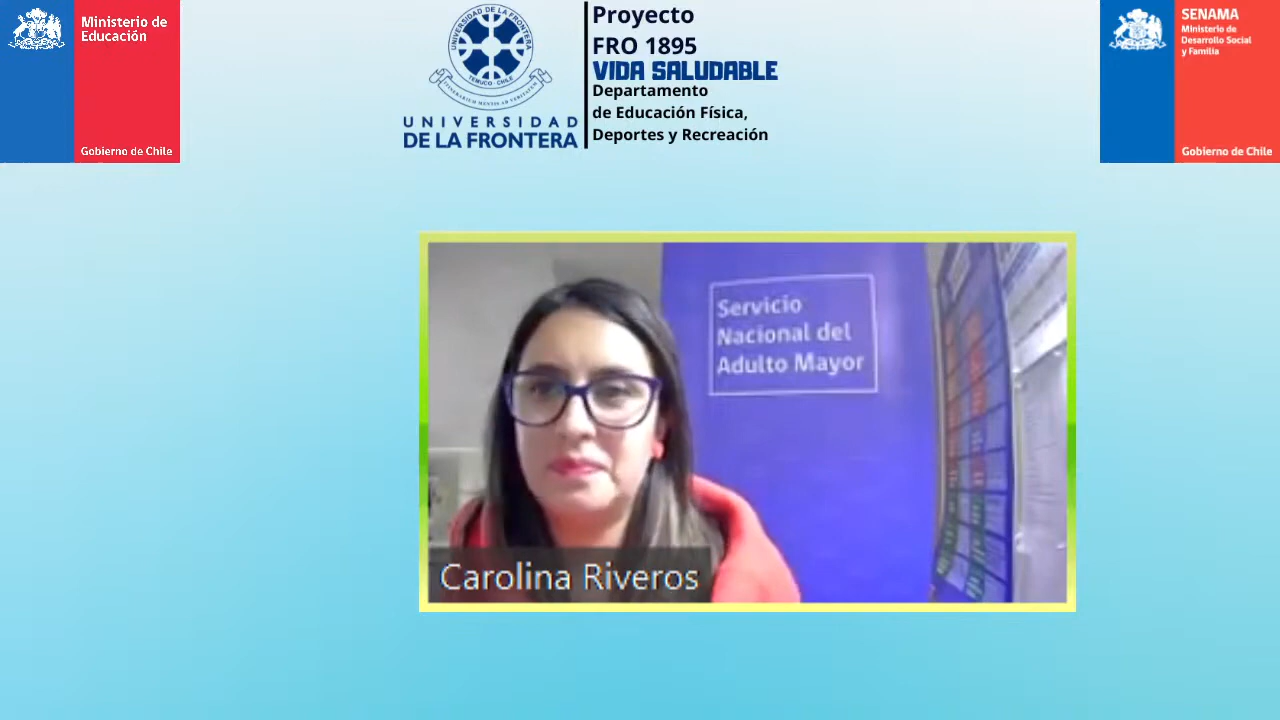 Ministerio de
Educación
Gobierno de Chile
UNIVERSIDAD DE LA FRONTERA
TEMUCO - CHILE
UNIVERSIDAD
DE LA FRONTERA
Proyecto
FRO 1895
VIDA SALUDABLE
Departamento
de Educación Física,
Deportes y Recreación
SENAMA
Ministerio de
Desarrollo Social
y Familia
Gobierno de Chile
Servicio
Nacional del
Adulto Mayor
Carolina Riveros